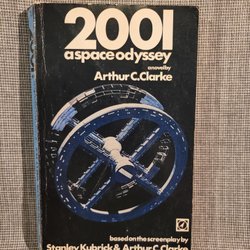 2001
a space odyssey
a novel by
Arthur C. Clarke
based on the screenplay by
Stanley Kubrick & Arthur C. Clarke